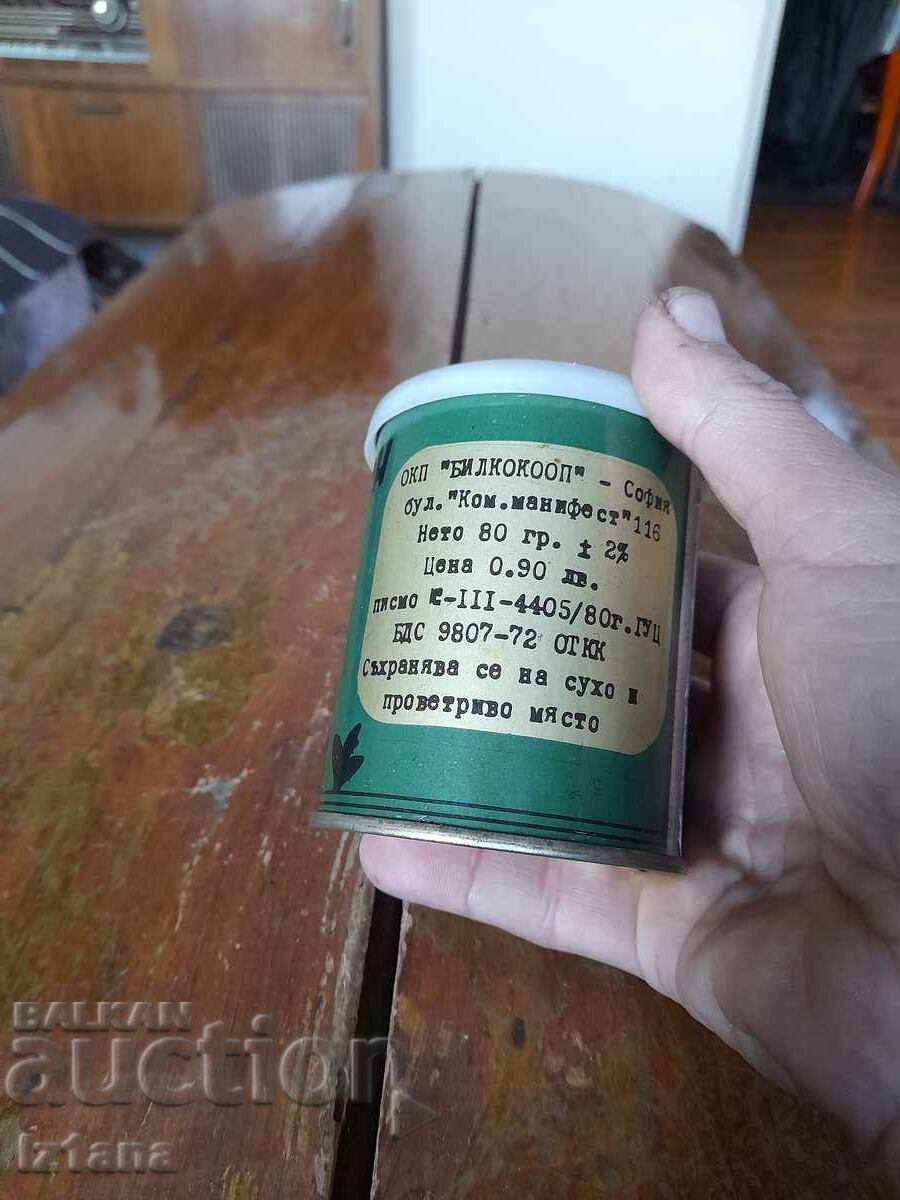 ОКП "БИЛКОКООП" - София
бул. "Ком.манифест" 116
Нето 80 гр. ± 2%
Цена 0.90 лв.
писмо С-III-4405/80г.ГУЦ
БДС 9807-72 ОТКК
Съхранява се на сухо и
проветриво място
BALKAN
auction
iz1ana